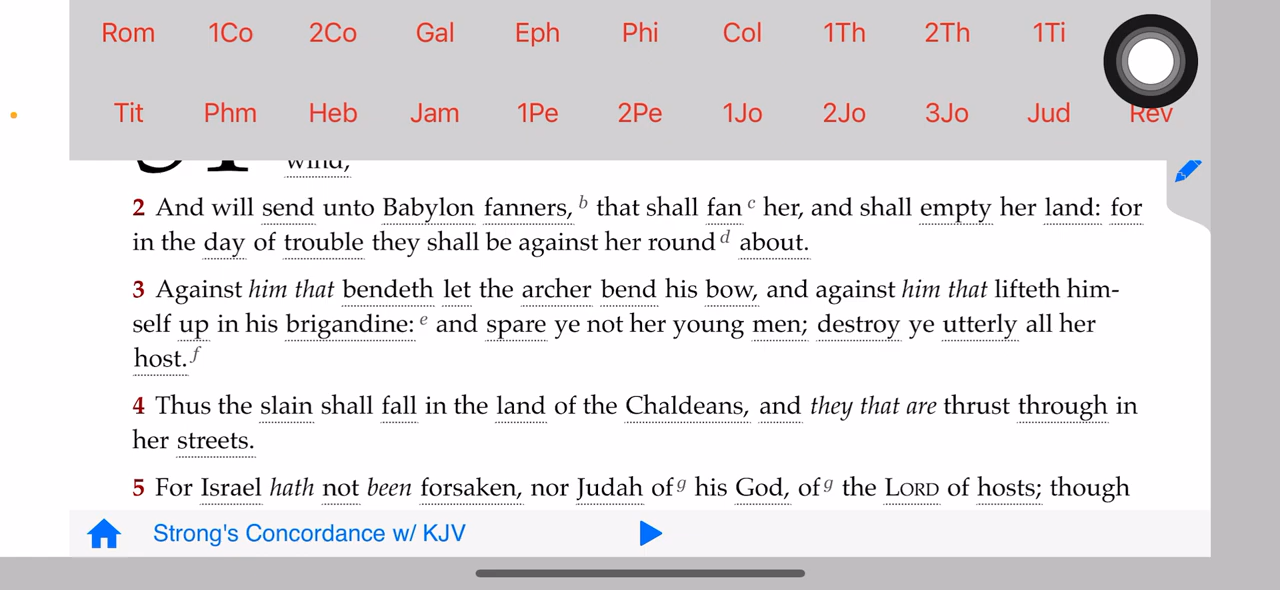 Rom 1Co 2Co Gal Eph Phi Col 1Th 2Th 1Ti
Tit Phm Heb Jam 1Pe 2Pe 1Jo 2Jo 3Jo Jud Rev
wind,
2 And will send unto Babylon fanners, b that shall fan c her, and shall empty her land: for
in the day of trouble they shall be against her round d about.
3 Against him that bendeth let the archer bend his bow, and against him that lifteth him-
self up in his brigandine: e and spare ye not her young men; destroy ye utterly all her
host. f
4 Thus the slain shall fall in the land of the Chaldeans, and they that are thrust through in
her streets.
5 For Israel hath not been forsaken, nor Judah of g his God, of g the LORD of hosts; though
Strong's Concordance w/ KJV